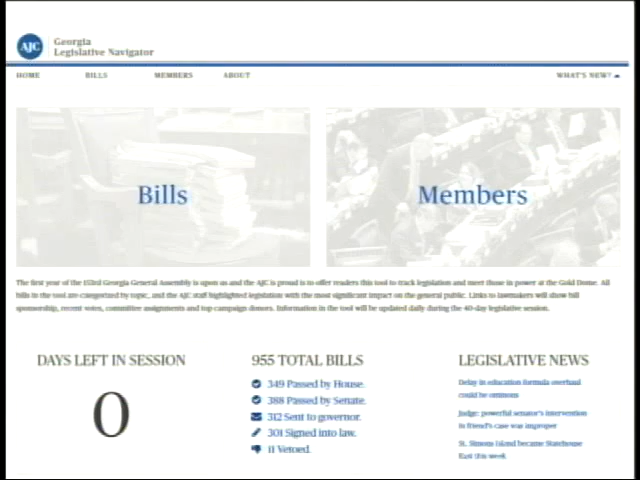 AJC
Georgia
Legislative Navigator
HOME BILLS MEMBERS ABOUT WHAT'S NEW?
Bills
Members
The first year of the 153rd Georgia General Assembly is upon us and the AJC is proud to offer readers this tool to track legislation and meet those in power at the Gold Dome. All
bills in the tool are categorized by topic, and the AJC staff highlighted legislation with the most significant impact on the general public. Links to lawmakers will show bill
sponsorship, recent votes, committee assignments and top campaign donors. Information in the tool will be updated daily during the 40-day legislative session.
DAYS LEFT IN SESSION
0
955 TOTAL BILLS
349 Passed by House.
388 Passed by Senate.
312 Sent to governor.
301 Signed into law.
11 Vetoed.
LEGISLATIVE NEWS
Delay in education formula overhaul
could be ominous
Judge: powerful senator's intervention
in friend's case was improper
St. Simons Island became Statehouse
East this week